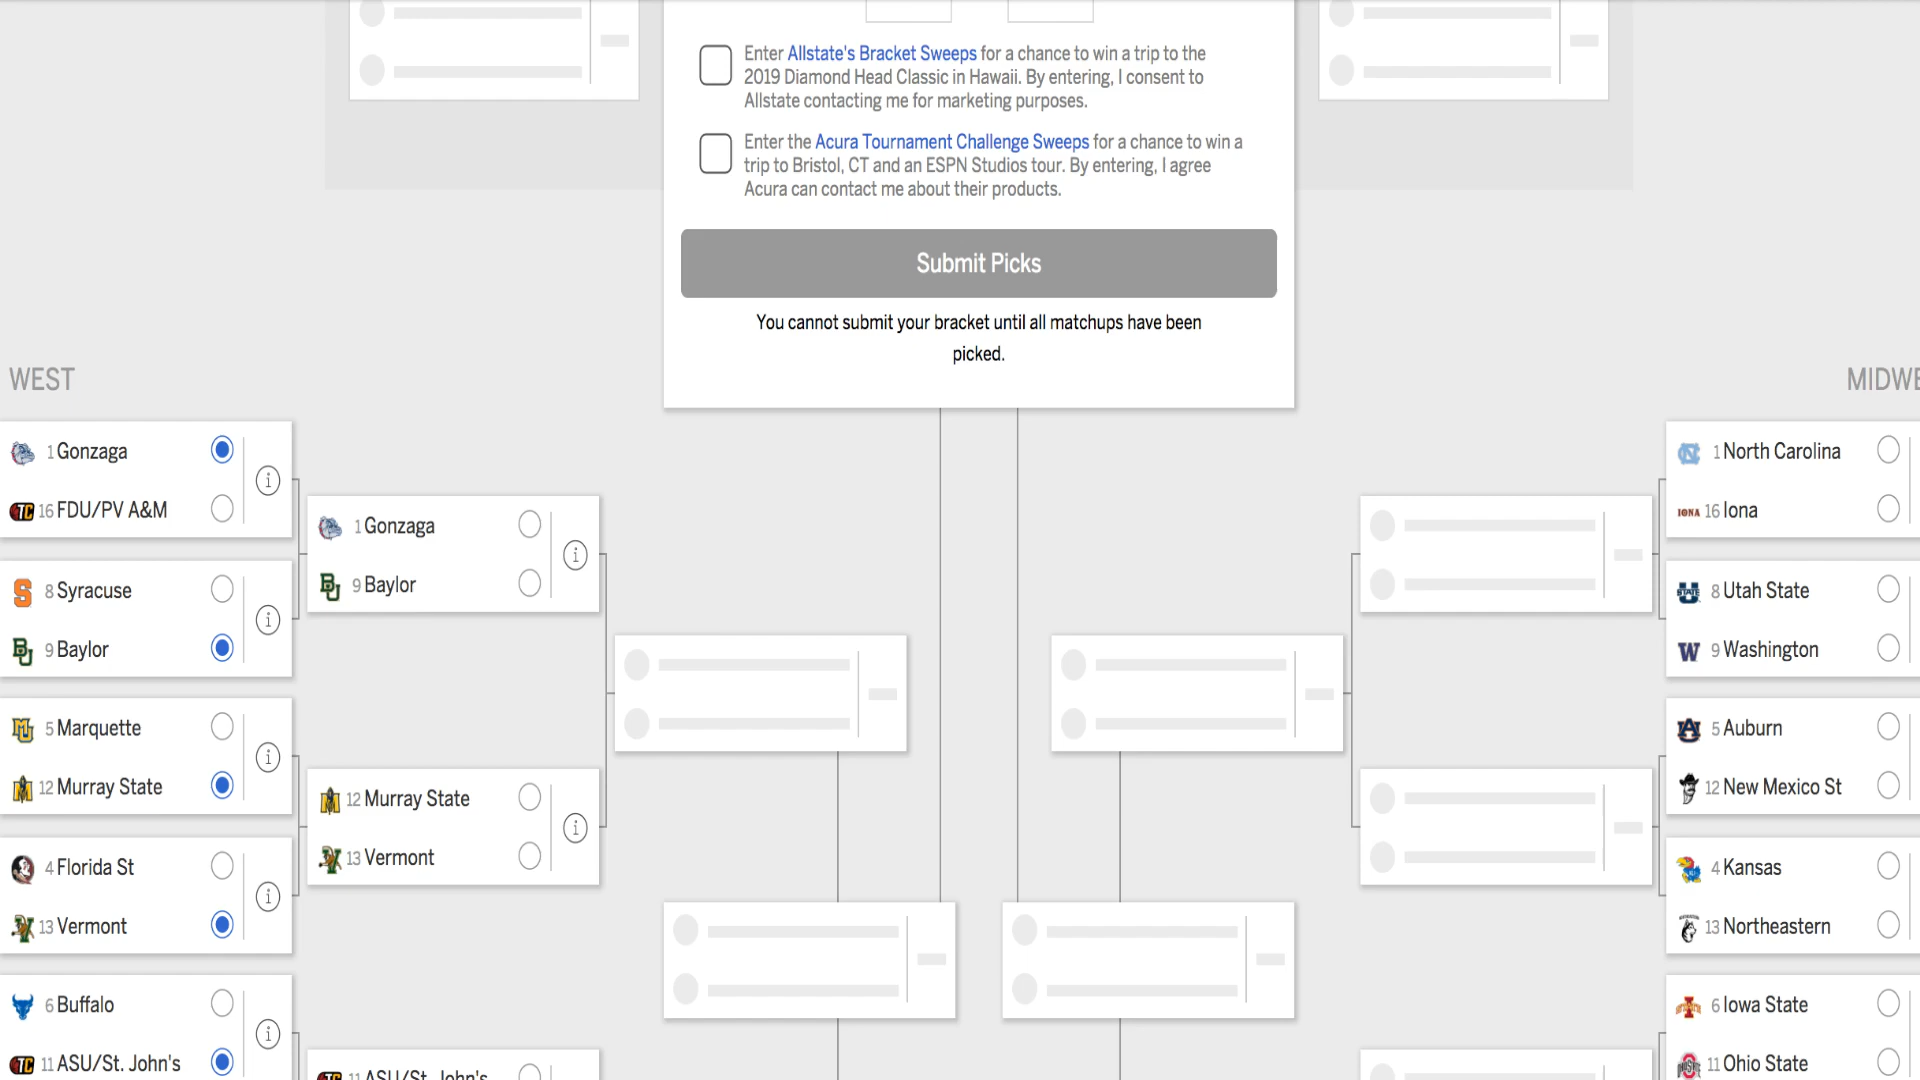 Enter Allstate's Bracket Sweeps for a chance to win a trip to the
2019 Diamond Head Classic in Hawaii. By entering, I consent to
Allstate contacting me for marketing purposes.
Enter the Acura Tournament Challenge Sweeps for a chance to win a
trip to Bristol, CT and an ESPN Studios tour. By entering, I agree
Acura can contact me about their products.
Submit Picks
You cannot submit your bracket until all matchups have been
picked.
WEST
1 Gonzaga
16 FDU/PV A&M
8 Syracuse
9 Baylor
5 Marquette
12 Murray State
4 Florida St
13 Vermont
6 Buffalo
11 ASU/St. John's
1 Gonzaga
9 Baylor
12 Murray State
13 Vermont
11 ASU/St. John's
MIDWE
1 North Carolina
IONA 16 Iona
8 Utah State
9 Washington
5 Auburn
12 New Mexico St
4 Kansas
13 Northeastern
6 Iowa State
11 Ohio State